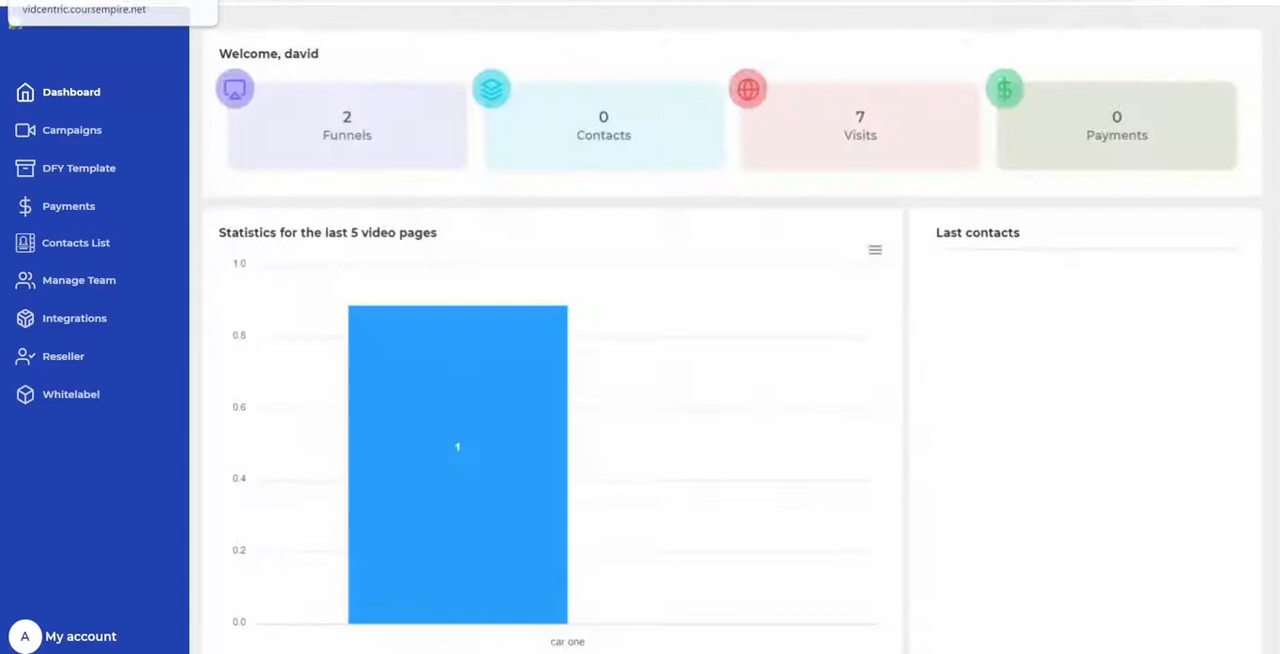 vidcentric.coursempire.net
Dashboard
Campaigns
DFY Template
Payments
Contacts List
Manage Team
Integrations
Reseller
Whitelabel
A My account
Welcome, david
2
Funnels
0
Contacts
7
Visits
0
Payments
Statistics for the last 5 video pages
1.0
0.8
0.6
0.4
0.2
0.0
1
car one
Last contacts